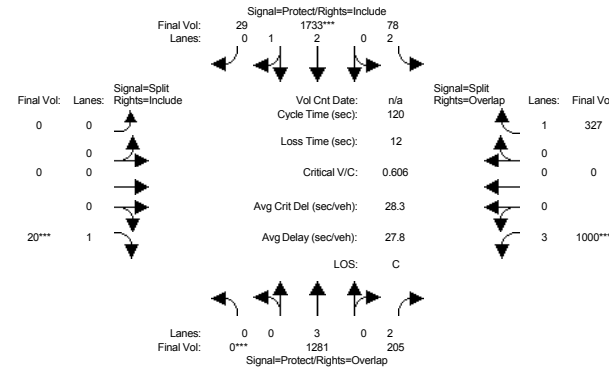 Signal=Protect/Rights=Include
Final Vol: 29 1733*** 78
Lanes: 0 1 2 0 2
Signal=Split
Final Vol: Lanes: Rights=Include
Vol Cnt Date: n/a
Signal=Split
Rights=Overlap Lanes: Final Vo
Cycle Time (sec): 120
0 0
1 327
Loss Time (sec): 12
0
0
0 0
Critical V/C: 0.606
0 0
0
Avg Crit Del (sec/veh): 28.3
0
20*** 1
Avg Delay (sec/veh): 27.8
3 1000***
LOS: C
Lanes: 0 0 3 0 2
Final Vol: 0*** 1281 205
Signal=Protect/Rights=Overlap